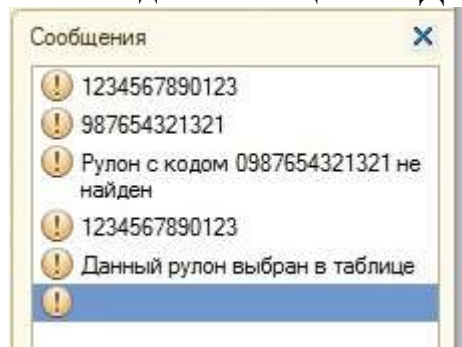 Сообщения
1234567890123
987654321321
Рулон с кодом 0987654321321 не
найден
1234567890123
Данный рулон выбран в таблице